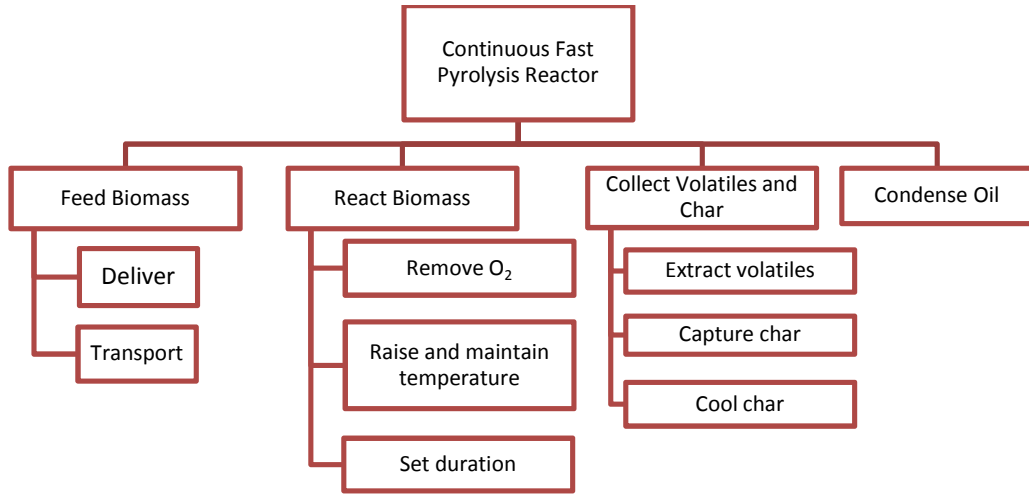 Continuous Fast
Pyrolysis Reactor
Feed Biomass
React Biomass
Collect Volatiles and
Char
Condense Oil
Deliver
Transport
Remove O₂
Raise and maintain
temperature
Set duration
Extract volatiles
Capture char
Cool char